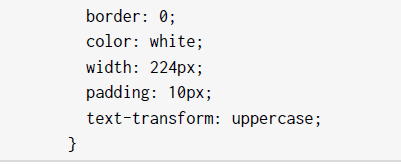 border: 0;
color: white;
width: 224px;
padding: 10px;
text-transform: uppercase;
}